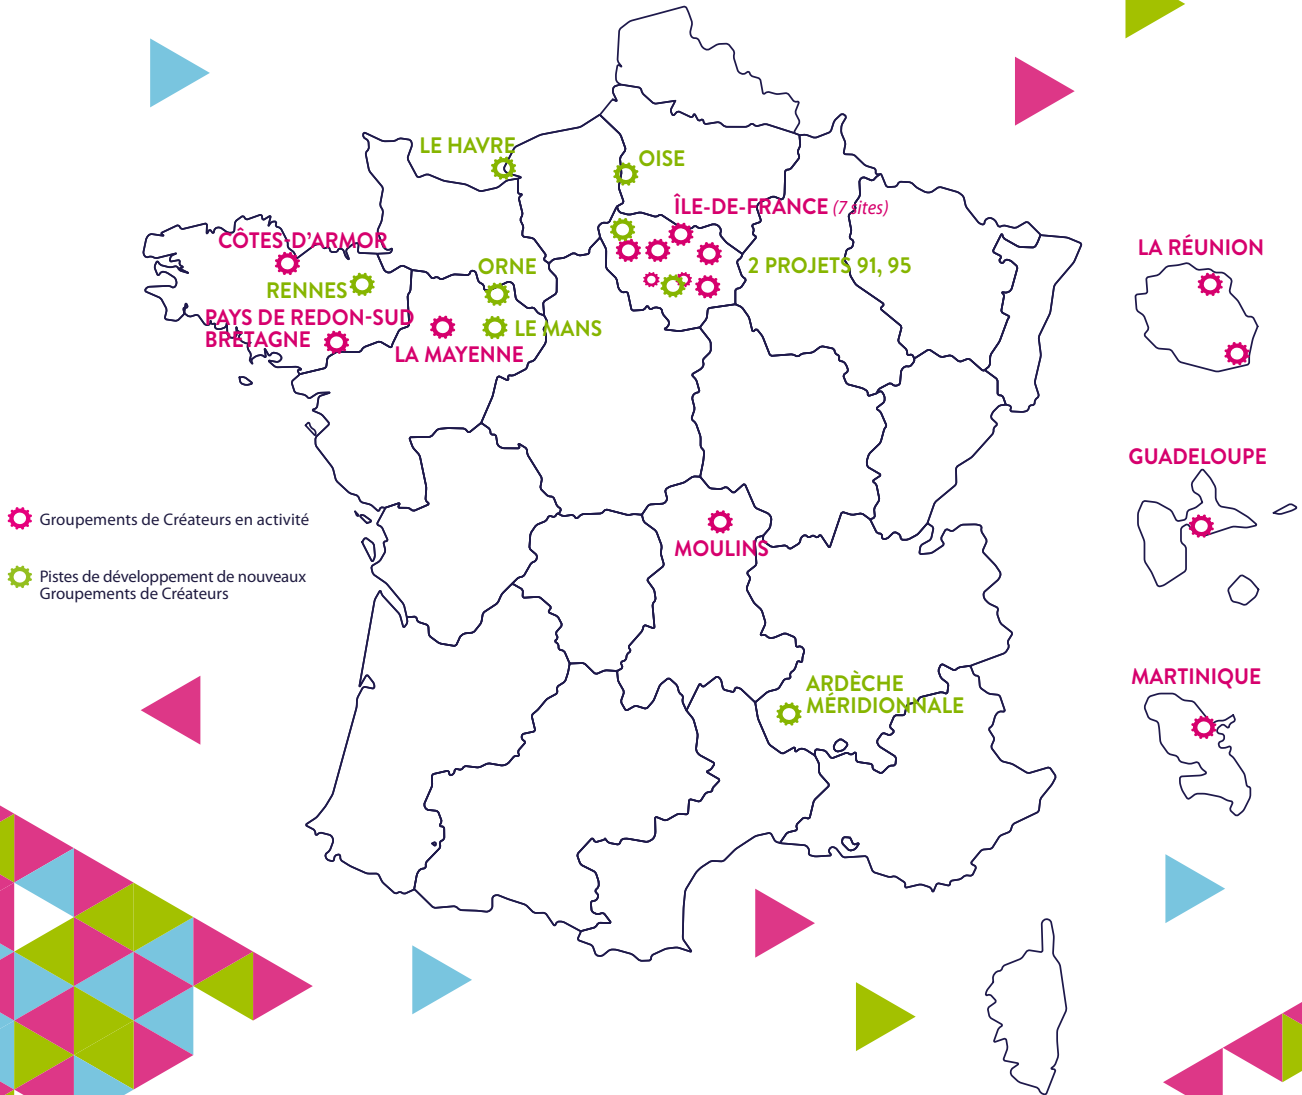 LE HAVRE
OISE
ÎLE-DE-FRANCE (7 sites)
CÔTES-D'ARMOR
LA RÉUNION
2 PROJETS 91, 95
ORNE
RENNES
PAYS DE REDON-SUD
BRETAGNE
LE MANS
LA MAYENNE
GUADELOUPE
Groupements de Créateurs en activité
MOULINS
Pistes de développement de nouveaux
Groupements de Créateurs
MARTINIQUE
ARDÈCHE
MÉRIDIONNALE